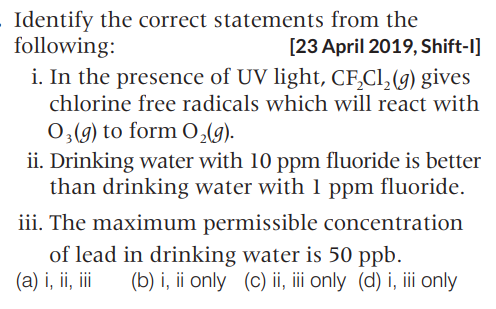 Identify the correct statements from the
following: [23 April 2019, Shift-I]
i. In the presence of UV light, CF₂Cl₂(g) gives
chlorine free radicals which will react with
O₃(g) to form O₂(g).
ii. Drinking water with 10 ppm fluoride is better
than drinking water with 1 ppm fluoride.
iii. The maximum permissible concentration
of lead in drinking water is 50 ppb.
(a) i, ii, iii (b) i, ii only (c) ii, iii only (d) i, iii only